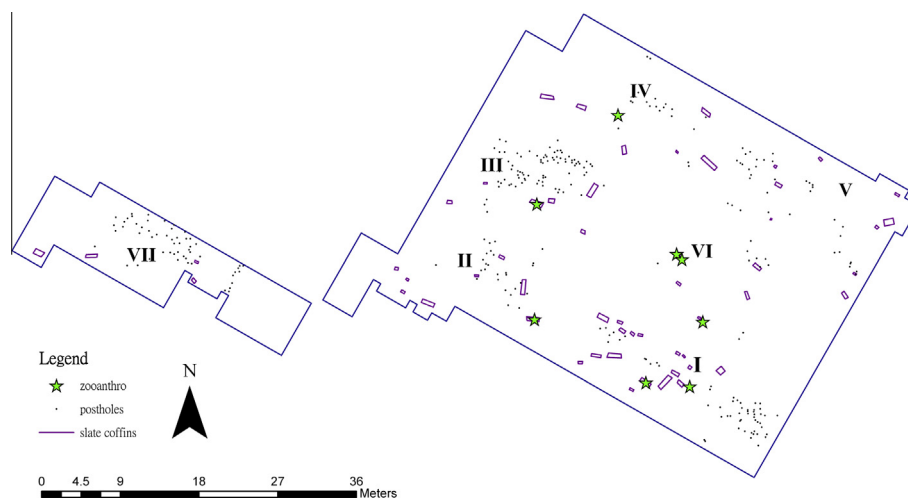 IV
III
V
VII
II
VI
I
Legend
zooanthro
postholes
slate coffins
N
0 4.5 9 18 27 36
Meters